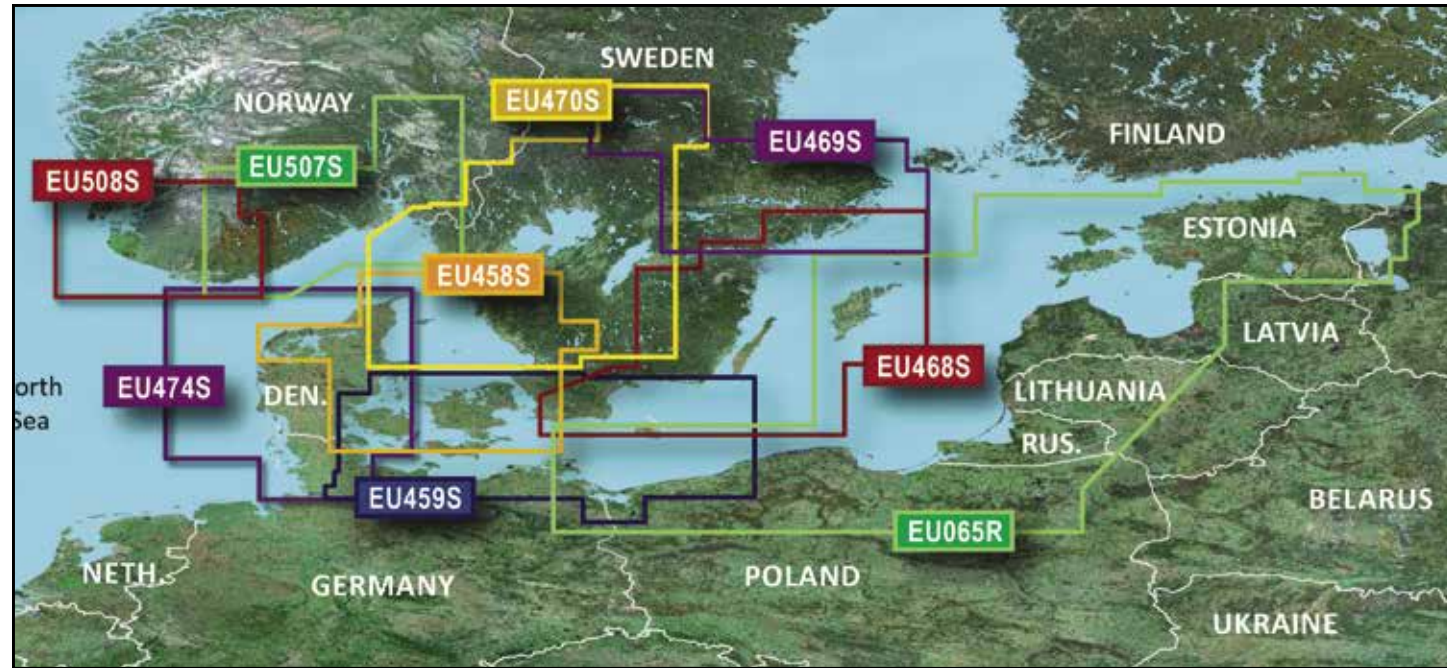 SWEDEN
NORWAY
EU470S
FINLAND
EU469S
EU508S
EU507S
ESTONIA
EU458S
LATVIA
EU474S
DEN.
EU468S
LITHUANIA
orth
Sea
RUS.
EU459S
BELARUS
EU065R
NETH.
GERMANY
POLAND
UKRAINE